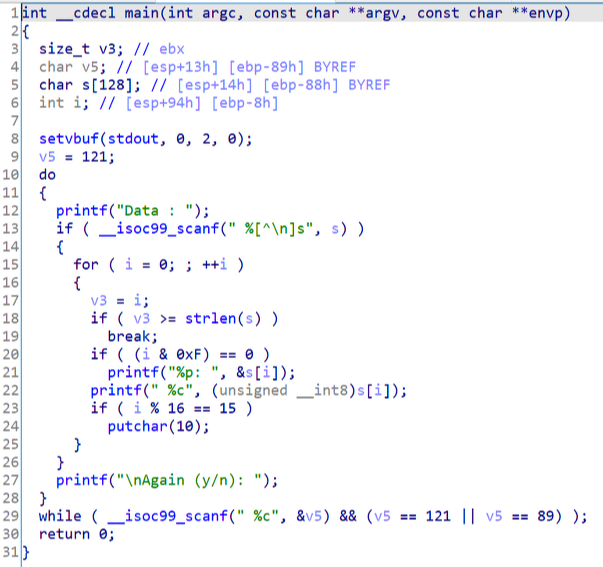 1 int __cdecl main(int argc, const char **argv, const char **envp)
2 {
3   size_t v3; // ebx
4   char v5; // [esp+13h] [ebp-89h] BYREF
5   char s[128]; // [esp+14h] [ebp-88h] BYREF
6   int i; // [esp+94h] [ebp-8h]
7
8   setvbuf(stdout, 0, 2, 0);
9   v5 = 121;
10   do
11   {
12     printf("Data : ");
13     if ( __isoc99_scanf(" %[^\n]s", s) )
14     {
15       for ( i = 0; ; ++i )
16       {
17         v3 = i;
18         if ( v3 >= strlen(s) )
19           break;
20         if ( (i & 0xF) == 0 )
21           printf("%p: ", &s[i]);
22         printf(" %c", (unsigned __int8)s[i]);
23         if ( i % 16 == 15 )
24           putchar(10);
25       }
26     }
27     printf("\nAgain (y/n): ");
28   }
29   while ( __isoc99_scanf(" %c", &v5) && (v5 == 121 || v5 == 89) );
30   return 0;
31 }